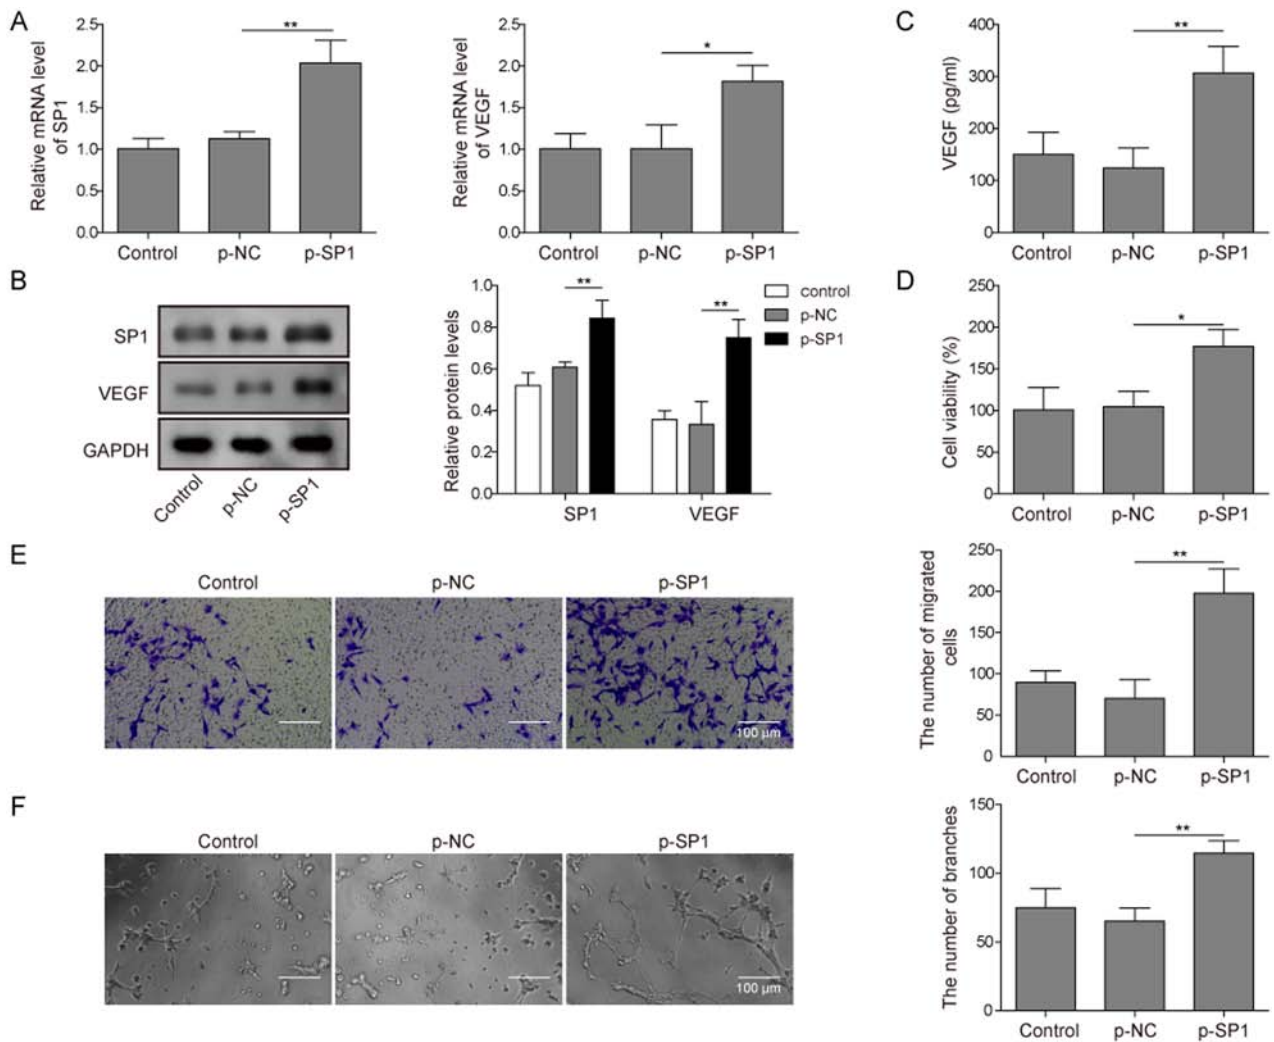 A
Relative mRNA level
of SP1
2.5
2.0
1.5
1.0
0.5
0.0
**
Control
p-NC
p-SP1
Relative mRNA level
of VEGF
2.5
2.0
1.5
1.0
0.5
0.0
*
Control
p-NC
p-SP1
C
VEGF (pg/ml)
400
300
200
100
0
**
Control
p-NC
p-SP1
B
SP1
VEGF
GAPDH
Control
p-NC
p-SP1
Relative protein levels
1.0
0.8
0.6
0.4
0.2
0.0
**
**
SP1
VEGF
control
p-NC
p-SP1
D
Cell viability (%)
250
200
150
100
50
0
*
Control
p-NC
p-SP1
E
Control
p-NC
p-SP1
100 μm
The number of migrated
cells
250
200
150
100
50
0
**
Control
p-NC
p-SP1
F
Control
p-NC
p-SP1
100 μm
The number of branches
150
100
50
0
**
Control
p-NC
p-SP1